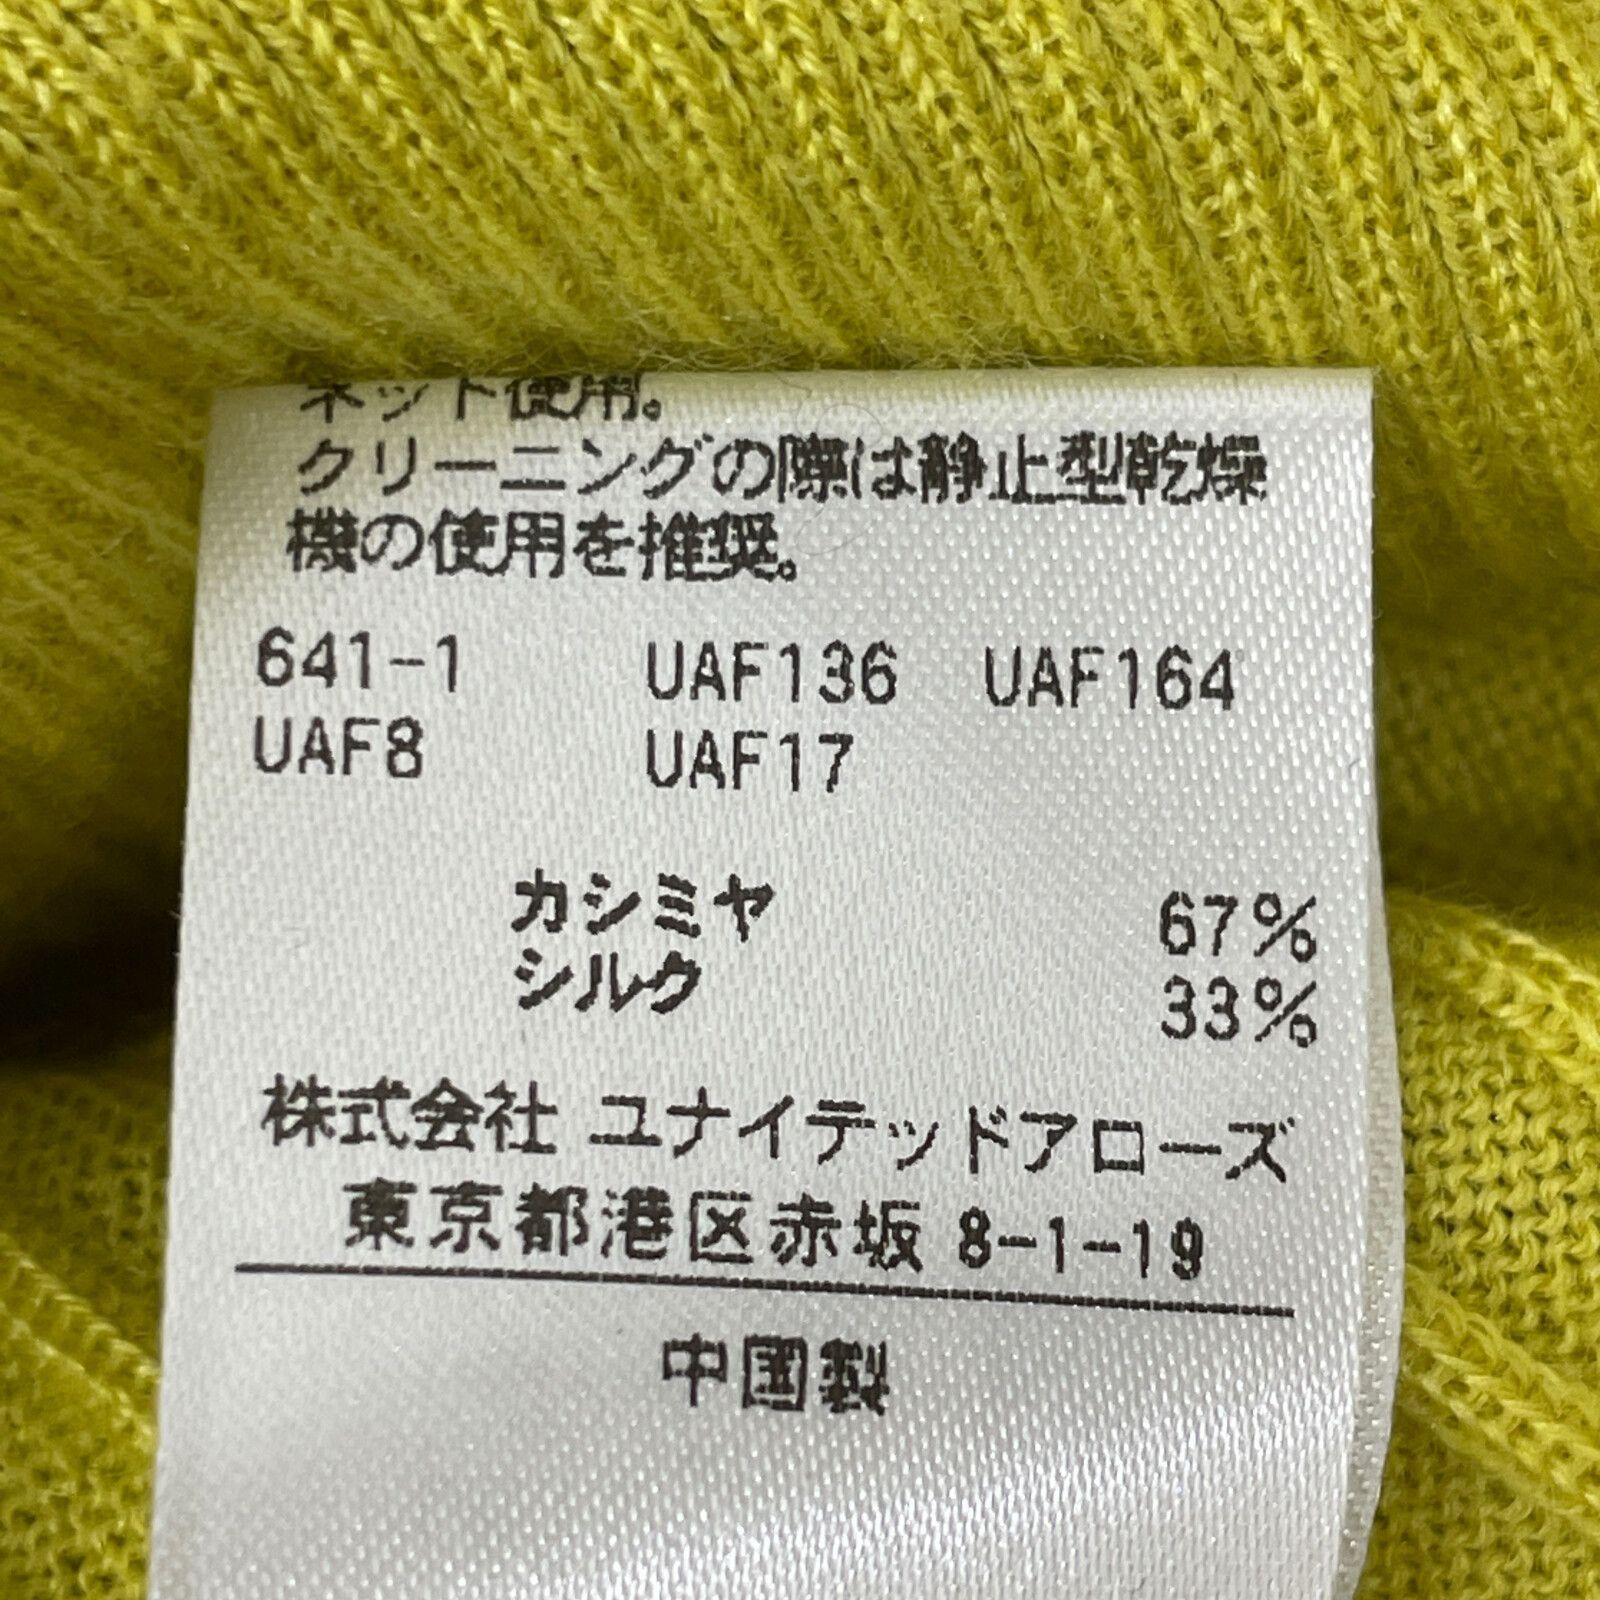 ネット使用。
クリーニングの際は静止型乾燥
機の使用を推奨。
641-1 UAF136 UAF164
UAF8 UAF17
カシミヤ 67%
シルク 33%
株式会社 ユナイテッドアローズ
東京都港区赤坂 8-1-19
中国製